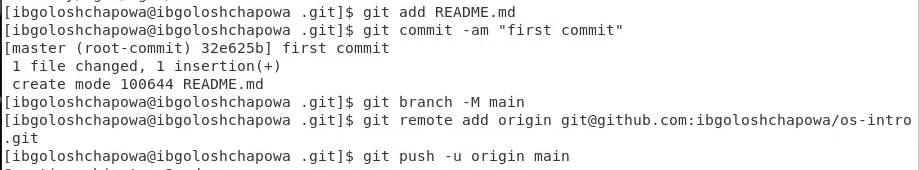 [ibgoloshchapowa@ibgoloshchapowa .git]$ git add README.md
[ibgoloshchapowa@ibgoloshchapowa .git]$ git commit -am "first commit"
[master (root-commit) 32e625b] first commit
 1 file changed, 1 insertion(+)
 create mode 100644 README.md
[ibgoloshchapowa@ibgoloshchapowa .git]$ git branch -M main
[ibgoloshchapowa@ibgoloshchapowa .git]$ git remote add origin git@github.com:ibgoloshchapowa/os-intro
.git
[ibgoloshchapowa@ibgoloshchapowa .git]$ git push -u origin main